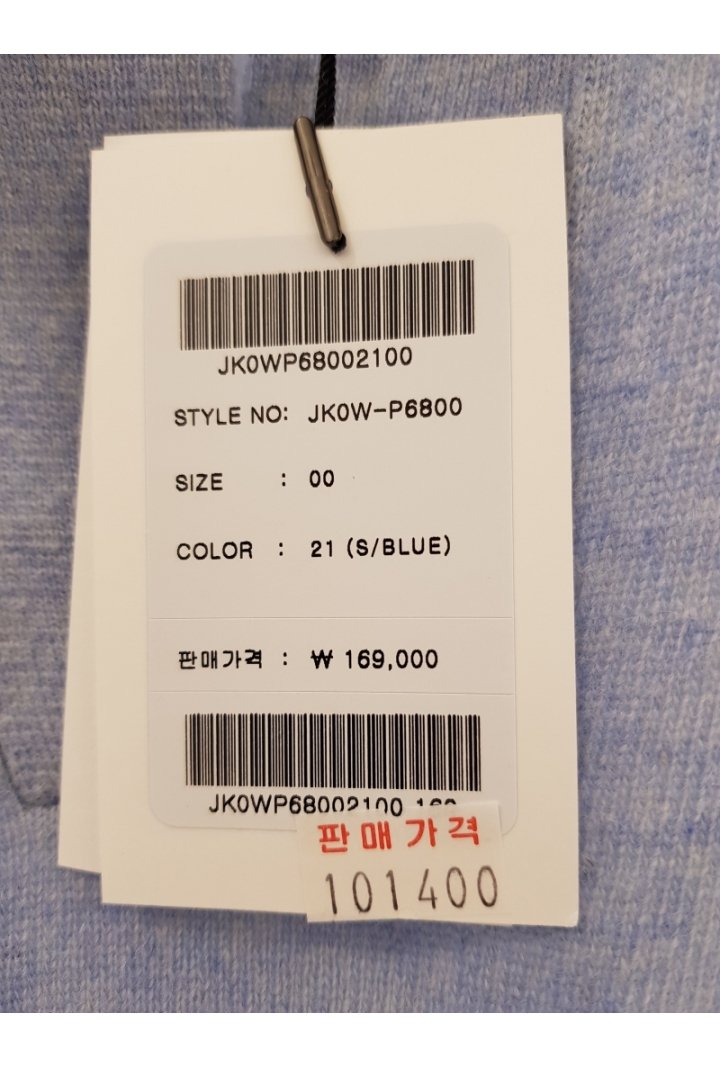 JK0WP68002100
STYLE NO: JK0W-P6800
SIZE : 00
COLOR : 21 (S/BLUE)
판매가격 : ₩ 169,000
JK0WP68002100
판매가격
101400